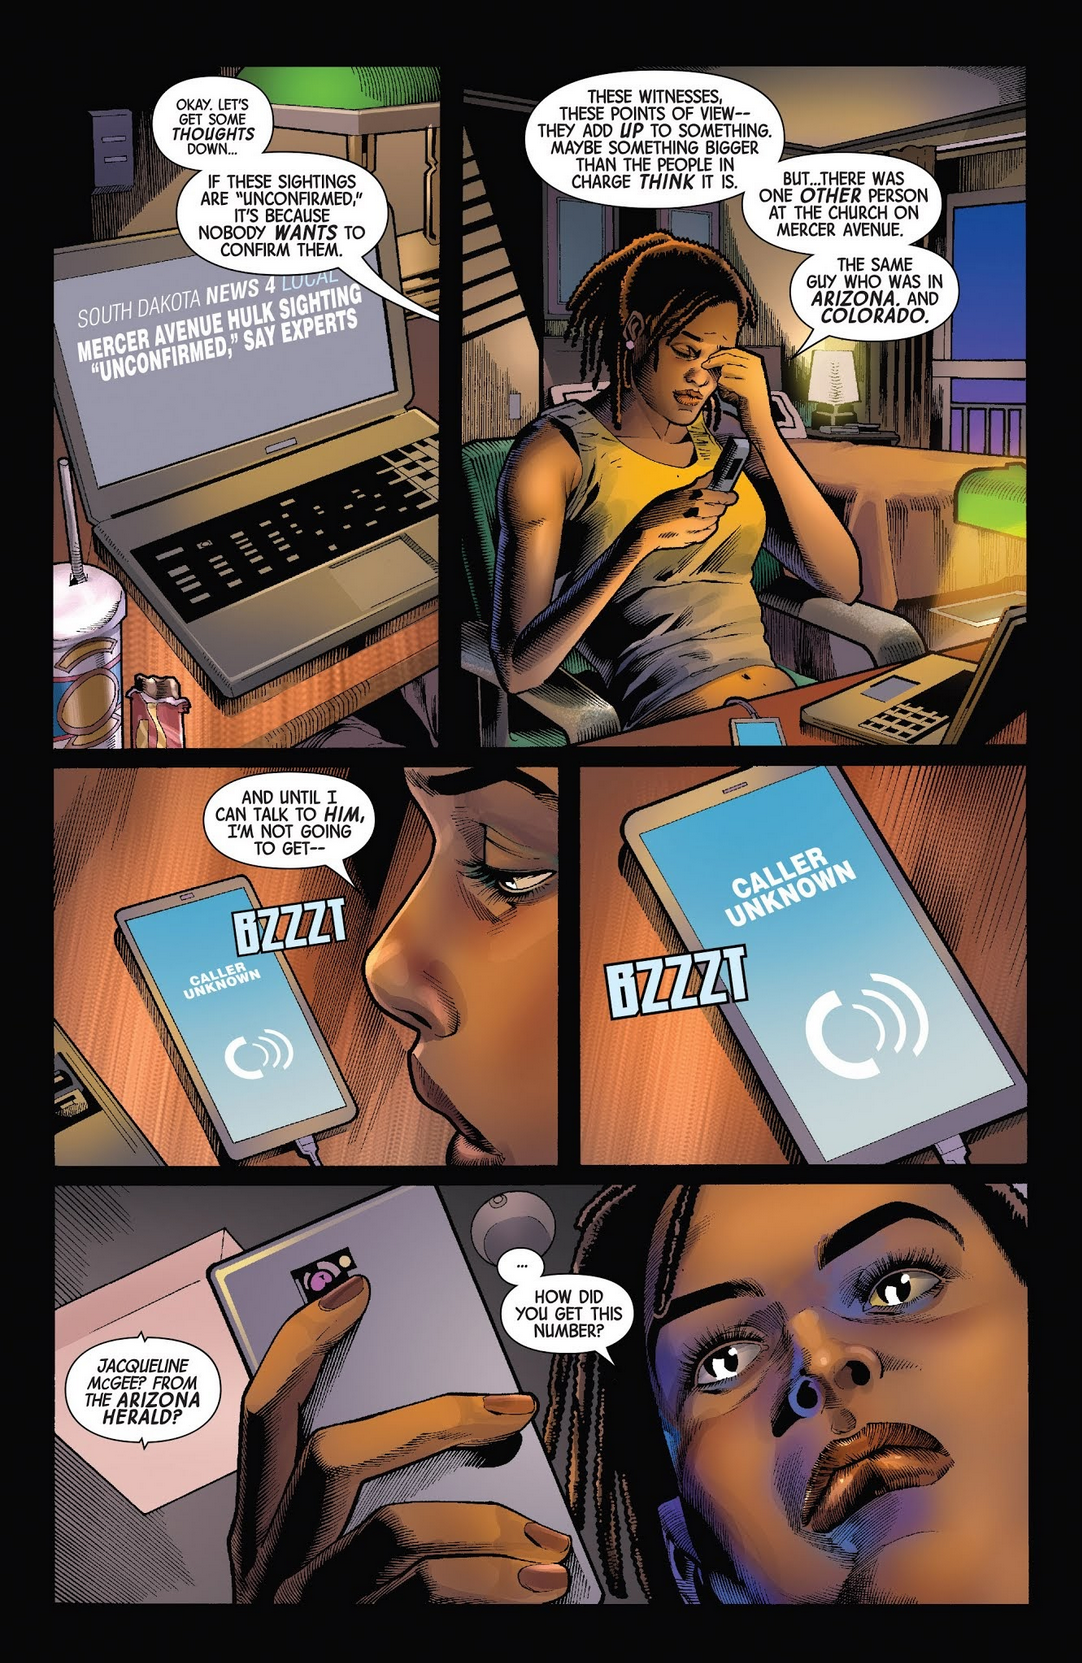 OKAY. LET'S
GET SOME
THOUGHTS
DOWN...
IF THESE SIGHTINGS
ARE "UNCONFIRMED,"
IT'S BECAUSE
NOBODY WANTS TO
CONFIRM THEM.
SOUTH DAKOTA NEWS 4 LOCAL
MERCER AVENUE HULK SIGHTING
"UNCONFIRMED," SAY EXPERTS
THESE WITNESSES,
THESE POINTS OF VIEW--
THEY ADD UP TO SOMETHING.
MAYBE SOMETHING BIGGER
THAN THE PEOPLE IN
CHARGE THINK IT IS.
BUT...THERE WAS
ONE OTHER PERSON
AT THE CHURCH ON
MERCER AVENUE.
THE SAME
GUY WHO WAS IN
ARIZONA. AND
COLORADO.
AND UNTIL I
CAN TALK TO HIM,
I'M NOT GOING
TO GET--
BZZZT
CALLER
UNKNOWN
CALLER
UNKNOWN
BZZZT
JACQUELINE
McGEE? FROM
THE ARIZONA
HERALD?
...
HOW DID
YOU GET THIS
NUMBER?